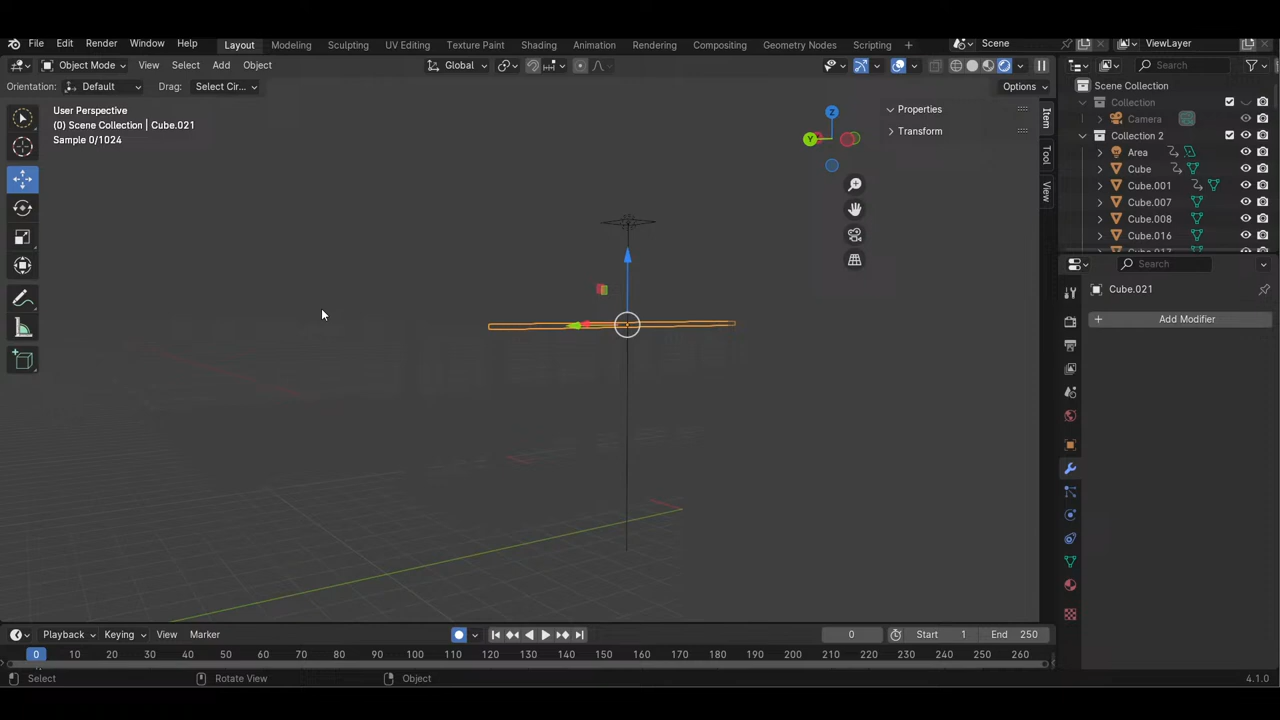 File Edit Render Window Help Layout Modeling Sculpting UV Editing Texture Paint Shading Animation Rendering Compositing Geometry Nodes Scripting + Scene ViewLayer
Object Mode View Select Add Object Global Search
Orientation: Default Drag: Select Cir... Options
User Perspective
(0) Scene Collection | Cube.021
Sample 0/1024
Properties
Transform
Z
Y
Item
Tool
View
Scene Collection
Collection
Camera
Collection 2
Area
Cube
Cube.001
Cube.007
Cube.008
Cube.016
Search
Cube.021
+ Add Modifier
Playback Keying View Marker 0 Start 1 End 250
0 10 20 30 40 50 60 70 80 90 100 110 120 130 140 150 160 170 180 190 200 210 220 230 240 250 260
Select Rotate View Object 4.1.0